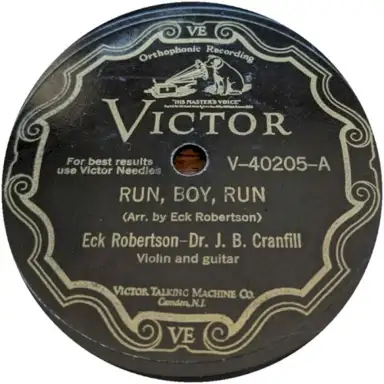 VE
Orthophonic Recording
"HIS MASTER'S VOICE"
VICTOR
For best results
use Victor Needles
V-40205-A
RUN, BOY, RUN
(Arr. by Eck Robertson)
Eck Robertson-Dr. J. B. Cranfill
Violin and guitar
VICTOR TALKING MACHINE CO.
Camden, N.J.
VE